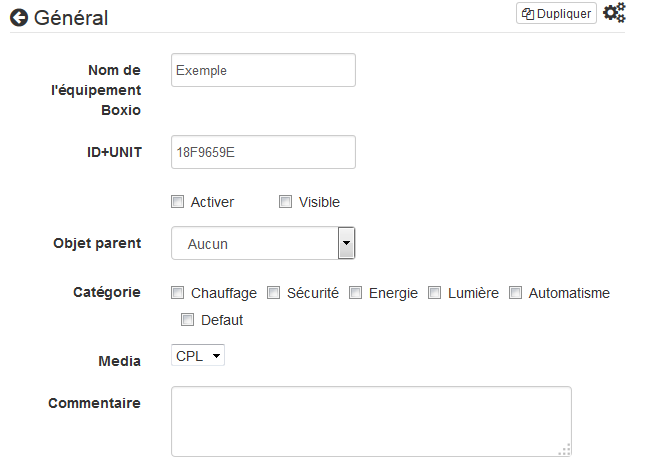 Général
Dupliquer
Nom de
l'équipement
Boxio
Exemple
ID+UNIT
18F9659E
Activer Visible
Objet parent
Aucun
Catégorie
Chauffage Sécurité Energie Lumière Automatisme
Defaut
Media
CPL
Commentaire